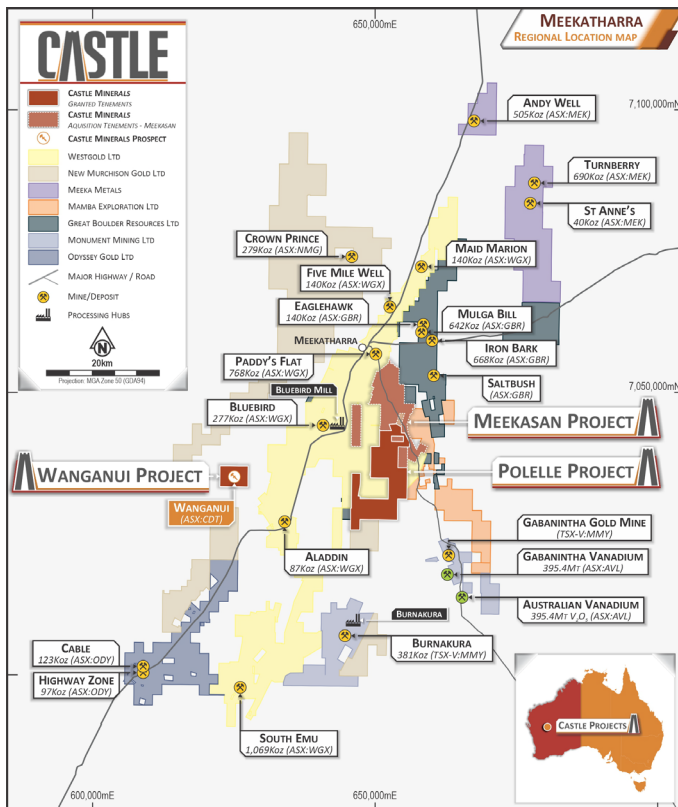 650,000mE
MEEKATHARRA
REGIONAL LOCATION MAP
CASTLE
CASTLE MINERALS
GRANTED TENEMENTS
CASTLE MINERALS
AQUISITION TENEMENTS - MEEKASAN
CASTLE MINERALS PROSPECT
WESTGOLD LTD
NEW MURCHISON GOLD LTD
MEEKA METALS
MAMBA EXPLORATION LTD
GREAT BOULDER RESOURCES LTD
MONUMENT MINING LTD
ODYSSEY GOLD LTD
MAJOR HIGHWAY / ROAD
MINE/DEPOSIT
PROCESSING HUBS
N
20km
Projection: MGA Zone 50 (GDA94)
7,100,000mN
ANDY WELL
505KOZ (ASX:MEK)
TURNBERRY
690KOZ (ASX:MEK)
ST ANNE'S
40KOZ (ASX:MEK)
CROWN PRINCE
279KOZ (ASX:NMG)
MAID MARION
140KOZ (ASX:WGX)
FIVE MILE WELL
140KOZ (ASX:WGX)
EAGLEHAWK
140KOZ (ASX:GBR)
MULGA BILL
642KOZ (ASX:GBR)
MEEKATHARRA
IRON BARK
668KOZ (ASX:GBR)
PADDY'S FLAT
768KOZ (ASX:WGX)
SALTBUSH
(ASX:GBR)
7,050,000mN
BLUEBIRD MILL
BLUEBIRD
277KOZ (ASX:WGX)
MEEKASAN PROJECT
WANGANUI PROJECT
POLELLE PROJECT
WANGANUI
(ASX:CDT)
ALADDIN
87KOZ (ASX:WGX)
GABANINTHA GOLD MINE
(TSX-V:MMY)
GABANINTHA VANADIUM
395.4MT (ASX:AVL)
AUSTRALIAN VANADIUM
395.4MT V₂O₅ (ASX:AVL)
BURNAKURA
BURNAKURA
381KOZ (TSX-V:MMY)
CABLE
123KOZ (ASX:ODY)
HIGHWAY ZONE
97KOZ (ASX:ODY)
SOUTH EMU
1,069KOZ (ASX:WGX)
CASTLE PROJECTS
600,000mE
650,000mE